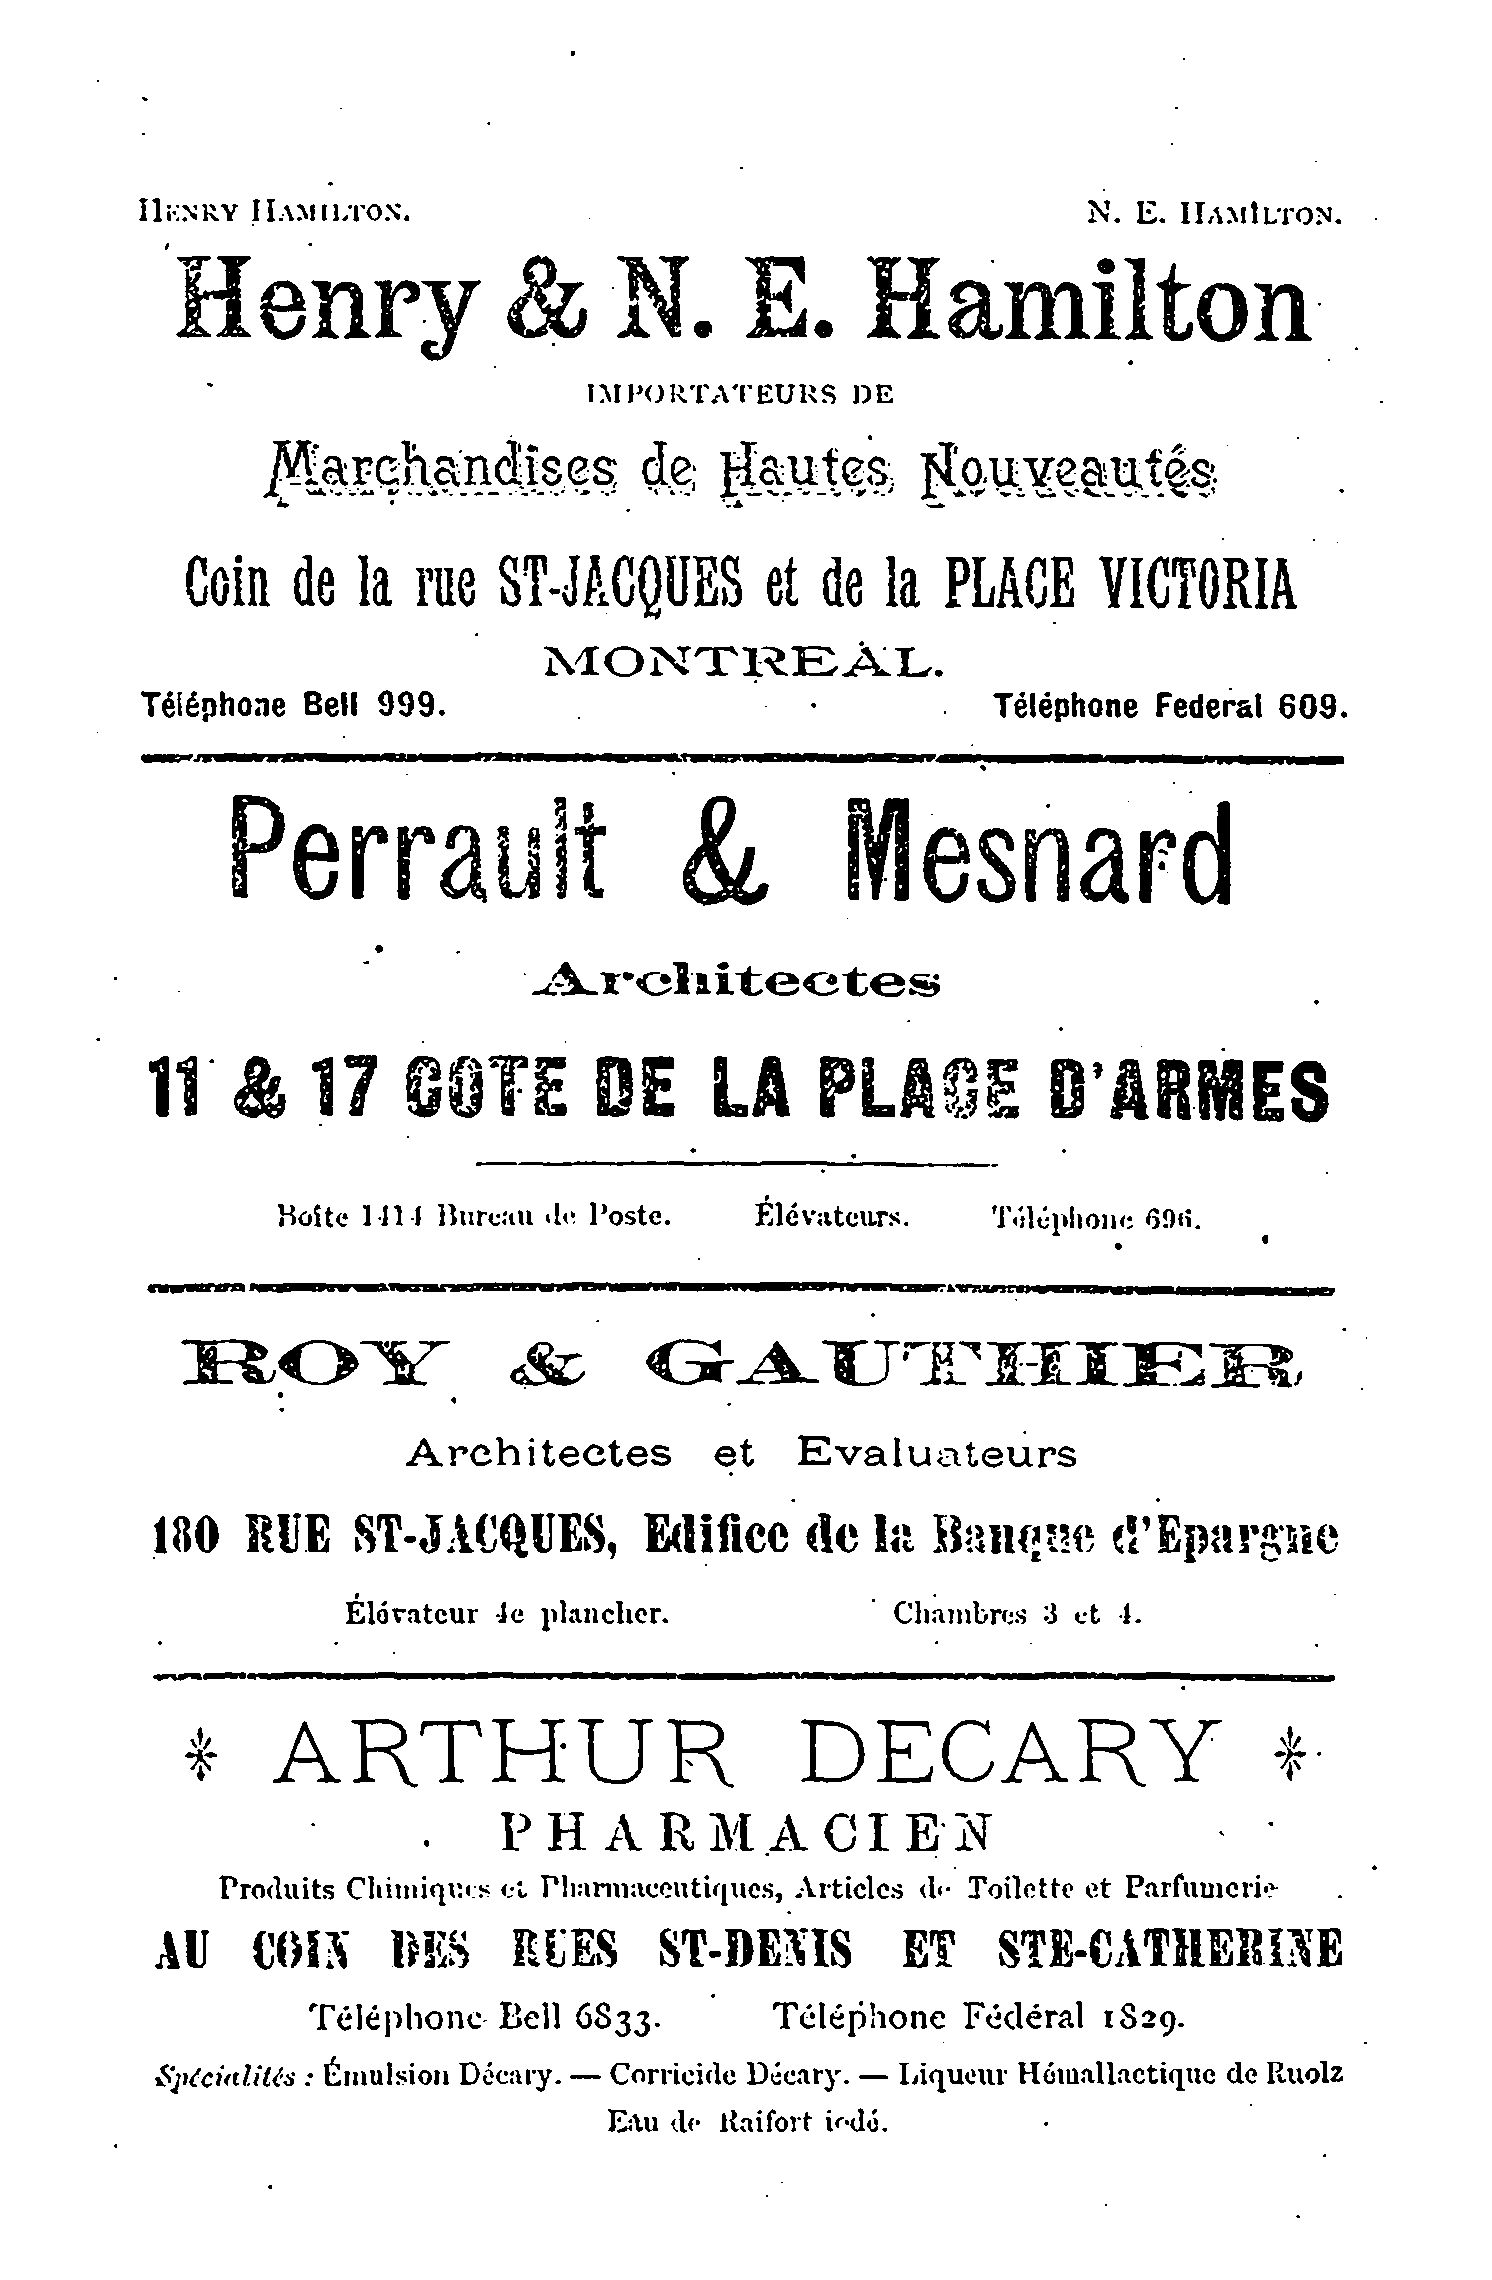 HENRY HAMILTON. N. E. HAMILTON.
Henry & N. E. Hamilton
IMPORTATEURS DE
Marchandises de Hautes Nouveautés
Coin de la rue ST-JACQUES et de la PLACE VICTORIA
MONTREAL.
Téléphone Bell 999. Téléphone Federal 609.
Perrault & Mesnard
Architectes
11 & 17 COTE DE LA PLACE D'ARMES
Boîte 1414 Bureau de Poste. Élévateurs. Téléphone 696.
ROY & GAUTHIER
Architectes et Evaluateurs
180 RUE ST-JACQUES, Edifice de la Banque d'Epargne
Élévateur 4e plancher. Chambres 3 et 4.
ARTHUR DECARY
PHARMACIEN
Produits Chimiques et Pharmaceutiques, Articles de Toilette et Parfumerie
AU COIN DES RUES ST-DENIS ET STE-CATHERINE
Téléphone Bell 6833. Téléphone Fédéral 1829.
Spécialités : Émulsion Décary. — Corricide Décary. — Liqueur Hémallactique de Ruolz
Eau de Raifort iodé.